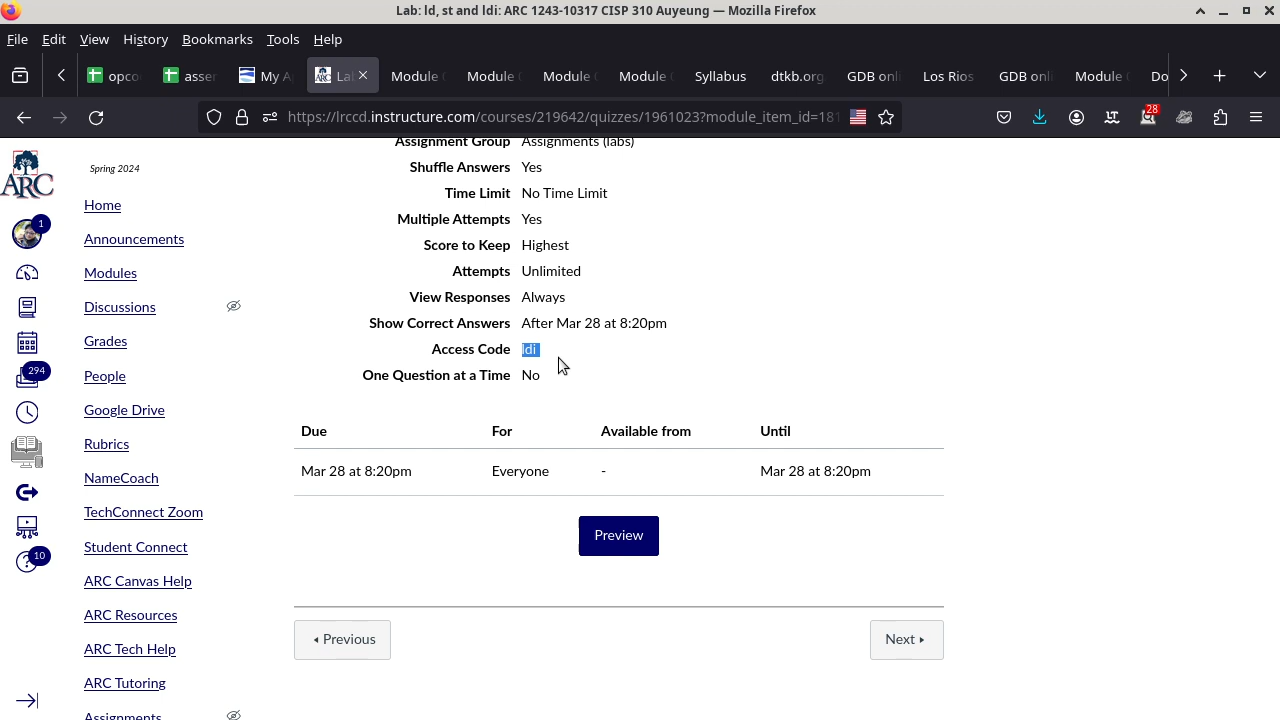 Lab: ld, st and ldi: ARC 1243-10317 CISP 310 Auyeung — Mozilla Firefox
File Edit View History Bookmarks Tools Help
opco asser My A La Module Module Module Module Syllabus dtkb.org GDB onli Los Rios GDB onli Module Do
https://lrccd.instructure.com/courses/219642/quizzes/1961023?module_item_id=181
28
ARC
1
294
10
Spring 2024
Home
Announcements
Modules
Discussions
Grades
People
Google Drive
Rubrics
NameCoach
TechConnect Zoom
Student Connect
ARC Canvas Help
ARC Resources
ARC Tech Help
ARC Tutoring
Assignments
Assignment Group Assignments (labs)
Shuffle Answers Yes
Time Limit No Time Limit
Multiple Attempts Yes
Score to Keep Highest
Attempts Unlimited
View Responses Always
Show Correct Answers After Mar 28 at 8:20pm
Access Code ldi
One Question at a Time No
Due For Available from Until
Mar 28 at 8:20pm Everyone - Mar 28 at 8:20pm
Preview
Previous
Next